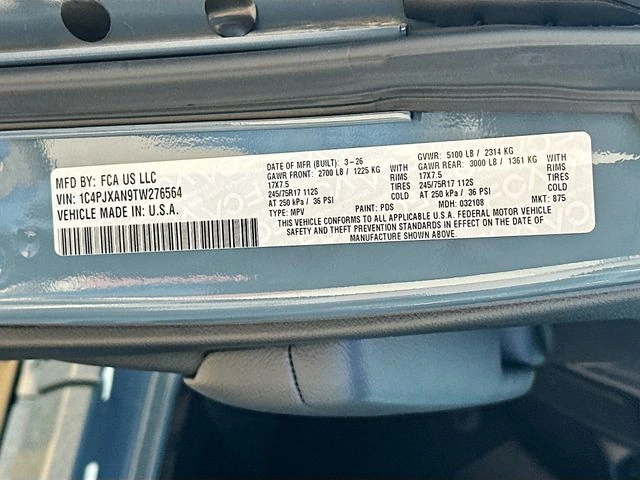 MFD BY: FCA US LLC
VIN: 1C4PJXAN9TW276564
VEHICLE MADE IN U.S.A.
DATE OF MFR (BUILT): 3-26
GAWR FRONT: 2700 LB / 1225 KG WITH
17X7.5 RIMS
245/75R17 112S TIRES
AT 250 kPa / 36 PSI COLD
TYPE: MPV PAINT: PDS
GVWR: 5100 LB / 2314 KG
GAWR REAR: 3000 LB / 1361 KG WITH
17X7.5 RIMS
245/75R17 112S TIRES
AT 250 kPa / 36 PSI COLD
MDH: 032108 MKT: 875
THIS VEHICLE CONFORMS TO ALL APPLICABLE U.S.A. FEDERAL MOTOR VEHICLE
SAFETY AND THEFT PREVENTION STANDARDS IN EFFECT ON THE DATE OF
MANUFACTURE SHOWN ABOVE.